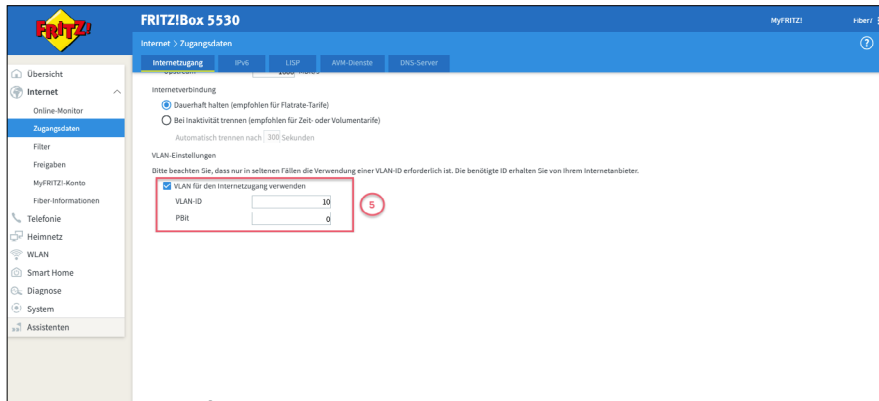 FRITZ!
FRITZ!Box 5530
MyFRITZ!
Fiber/
Internet > Zugangsdaten
?
Internetzugang
IPv6
LISP
AVM-Dienste
DNS-Server
Übersicht
Internet
Online-Monitor
Zugangsdaten
Filter
Freigaben
MyFRITZ!-Konto
Fiber-Informationen
Telefonie
Heimnetz
WLAN
Smart Home
Diagnose
System
Assistenten
Internetverbindung
Dauerhaft halten (empfohlen für Flatrate-Tarife)
Bei Inaktivität trennen (empfohlen für Zeit- oder Volumentarife)
Automatisch trennen nach 300 Sekunden
VLAN-Einstellungen
Bitte beachten Sie, dass nur in seltenen Fällen die Verwendung einer VLAN-ID erforderlich ist. Die benötigte ID erhalten Sie von Ihrem Internetanbieter.
VLAN für den Internetzugang verwenden
VLAN-ID 10
PBit 0
5